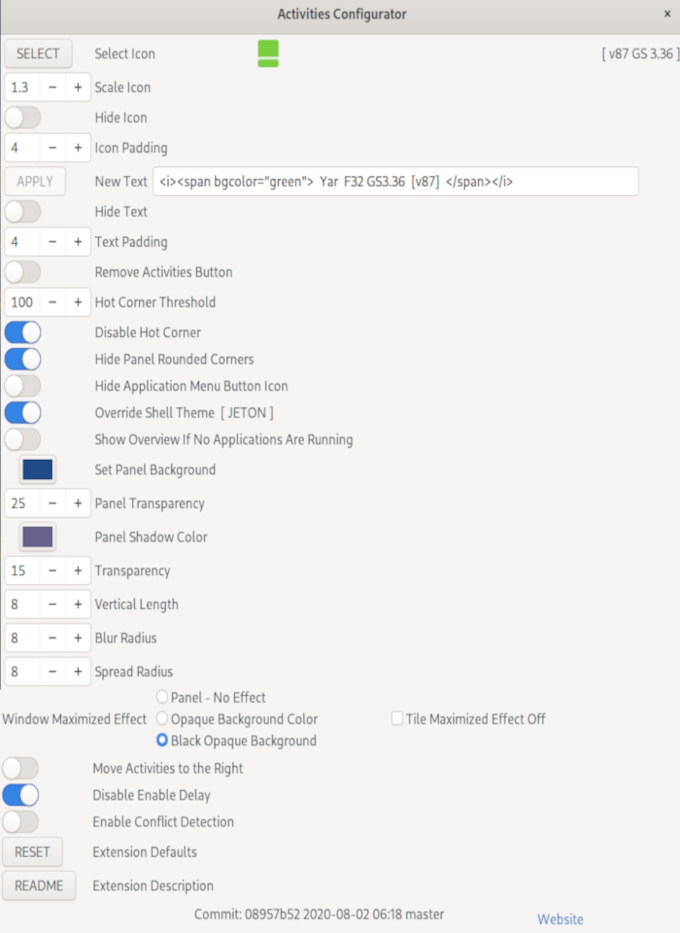 Activities Configurator ×
SELECT Select Icon [ v87 GS 3.36 ]
1.3 − + Scale Icon
Hide Icon
4 − + Icon Padding
APPLY New Text <i><span bgcolor="green"> Yar F32 GS3.36 [v87] </span></i>
Hide Text
4 − + Text Padding
Remove Activities Button
100 − + Hot Corner Threshold
Disable Hot Corner
Hide Panel Rounded Corners
Hide Application Menu Button Icon
Override Shell Theme [ JETON ]
Show Overview If No Applications Are Running
Set Panel Background
25 − + Panel Transparency
Panel Shadow Color
15 − + Transparency
8 − + Vertical Length
8 − + Blur Radius
8 − + Spread Radius
Panel - No Effect
Window Maximized Effect Opaque Background Color Tile Maximized Effect Off
Black Opaque Background
Move Activities to the Right
Disable Enable Delay
Enable Conflict Detection
RESET Extension Defaults
README Extension Description
Commit: 08957b52 2020-08-02 06:18 master Website